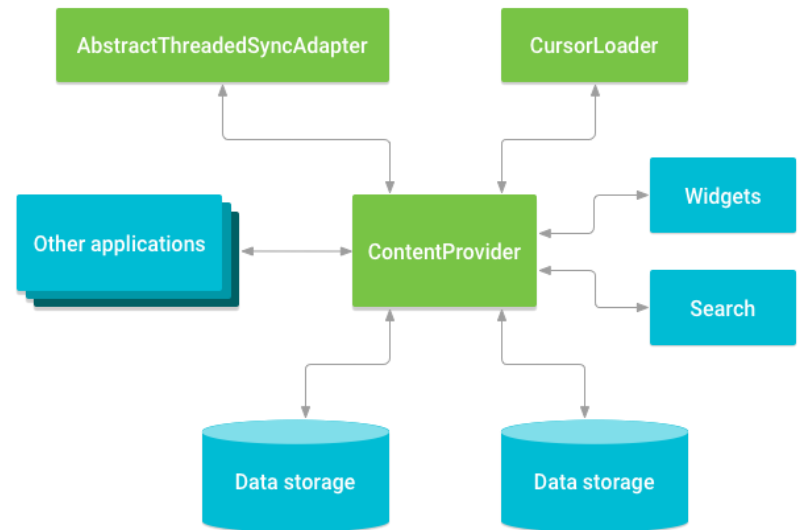 AbstractThreadedSyncAdapter
CursorLoader
Widgets
Other applications
ContentProvider
Search
Data storage
Data storage